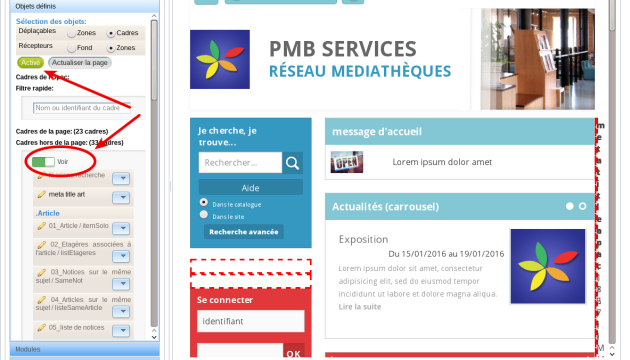 Objets définis
Sélection des objets:
Déplaçables Zones Cadres
Récepteurs Fond Zones
Activé Actualiser la page
Cadres de l'opac:
Filtre rapide:
Nom ou identifiant du cadre
Cadres de la page: (23 cadres)
Cadres hors de la page: (33 cadres)
Voir
recherche
meta title art
.Article
01_Article / itemSolo
02_Etagères associées à
l'article / listEtageres
03_Notices sur le même
sujet / SameNot
04_Articles sur le même
sujet / listeSameArticle
05_liste de notices
Modules
PMB SERVICES
RÉSEAU MEDIATHÈQUES
Je cherche, je
trouve...
Rechercher...
Aide
Dans le catalogue
Dans le site
Recherche avancée
Se connecter
identifiant
OK
message d'accueil
OPEN
Lorem ipsum dolor amet
Actualités (carrousel)
Exposition
Du 15/01/2016 au 19/01/2016
Lorem ipsum dolor sit amet, consectetur
adipisicing elit, sed do eiusmod tempor
incididunt ut labore et dolore magna aliqua.
Lire la suite